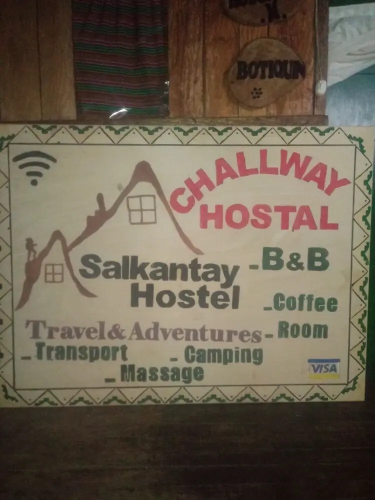 BOTIQUIN
CHALLWAY
HOSTAL
Salkantay
Hostel
- B&B
- Coffee
- Room
Travel & Adventures
- Transport
- Camping
- Massage
VISA